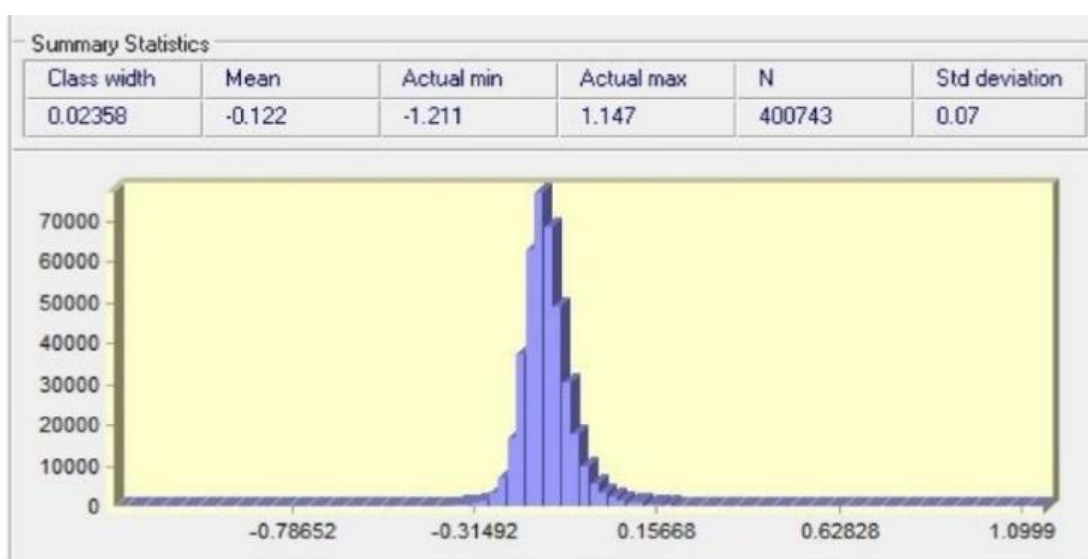 Summary Statistics
Class width Mean Actual min Actual max N Std deviation
0.02358 -0.122 -1.211 1.147 400743 0.07
70000
60000
50000
40000
30000
20000
10000
0
-0.78652 -0.31492 0.15668 0.62828 1.0999